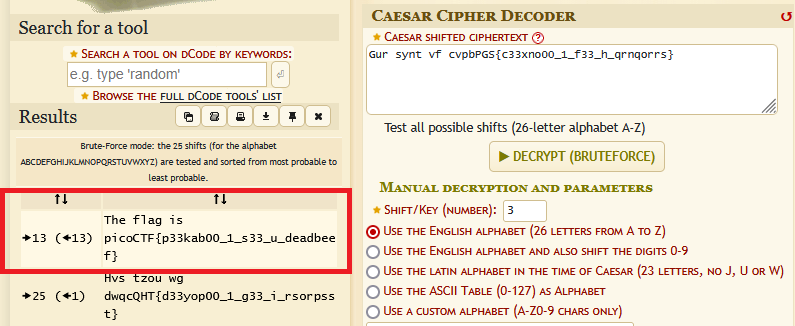 Search for a tool
★ SEARCH A TOOL ON DCODE BY KEYWORDS:
e.g. type 'random'
★ BROWSE THE FULL DCODE TOOLS' LIST
Results
Brute-Force mode: the 25 shifts (for the alphabet
ABCDEFGHIJKLMNOPQRSTUVWXYZ) are tested and sorted from most probable to
least probable.
↑↓ ↑↓
➔13 (🠔13) The flag is
picoCTF{p33kab00_1_s33_u_deadbee
f}
➔25 (🠔1) Hvs tzou wg
dwqcQHT{d33yop00_1_g33_i_rsorpss
t}
CAESAR CIPHER DECODER
★ CAESAR SHIFTED CIPHERTEXT ?
Gur synt vf cvpbPGS{c33xno00_1_f33_h_qrnqorrs}
Test all possible shifts (26-letter alphabet A-Z)
▶ DECRYPT (BRUTEFORCE)
MANUAL DECRYPTION AND PARAMETERS
★ SHIFT/KEY (NUMBER): 3
USE THE ENGLISH ALPHABET (26 LETTERS FROM A TO Z)
USE THE ENGLISH ALPHABET AND ALSO SHIFT THE DIGITS 0-9
USE THE LATIN ALPHABET IN THE TIME OF CAESAR (23 LETTERS, NO J, U OR W)
USE THE ASCII TABLE (0-127) AS ALPHABET
USE A CUSTOM ALPHABET (A-Z0-9 CHARS ONLY)